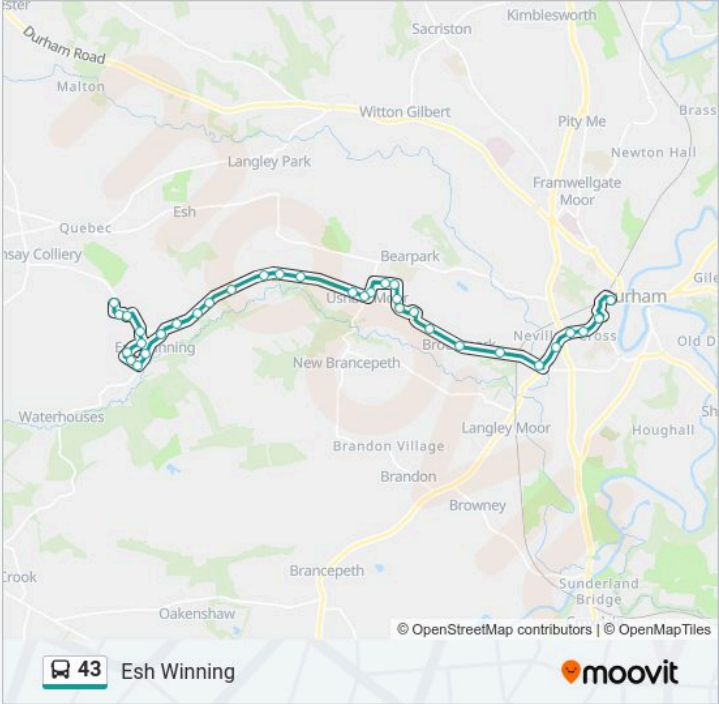 Kimblesworth
Sacriston
Durham Road
Malton
Witton Gilbert
Pity Me
Brass
Newton Hall
Langley Park
Framwellgate
Moor
Esh
Quebec
nsay Colliery
Bearpark
Gile
urham
Old D
New Brancepeth
Waterhouses
Langley Moor
Sh
Houghall
Brandon Village
Brandon
Browney
Brancepeth
Crook
Sunderland
Bridge
Oakenshaw
© OpenStreetMap contributors | © OpenMapTiles
43 Esh Winning
moovit